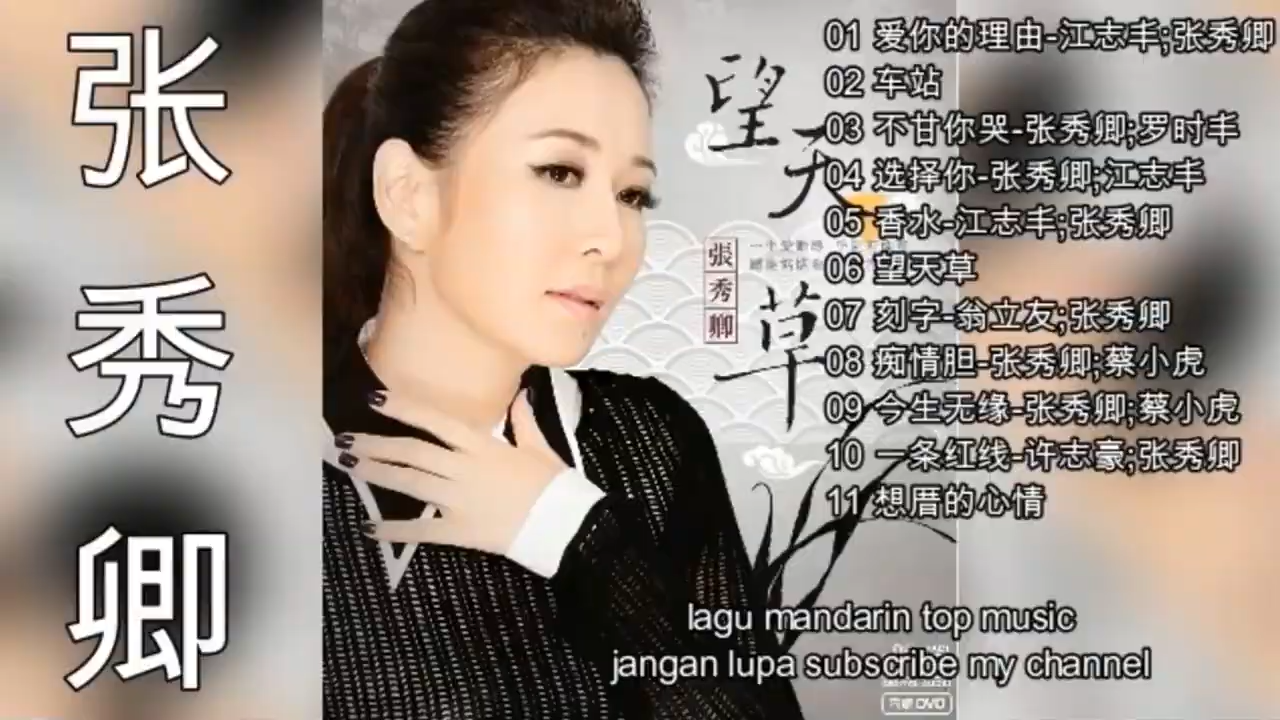 张秀卿
望天草
張秀卿
01 爱你的理由-江志丰;张秀卿
02 车站
03 不甘你哭-张秀卿;罗时丰
04 选择你-张秀卿;江志丰
05 香水-江志丰;张秀卿
06 望天草
07 刻字-翁立友;张秀卿
08 痴情胆-张秀卿;蔡小虎
09 今生无缘-张秀卿;蔡小虎
10 一条红线-许志豪;张秀卿
11 想厝的心情
lagu mandarin top music
jangan lupa subscribe my channel
DVD